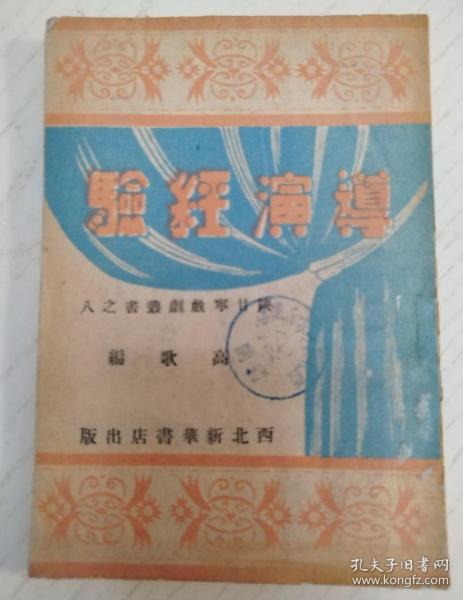 導演經驗
陝甘寧戲劇叢書之八
高歌編
西北新華書店出版
孔夫子旧书网
www.kongfz.com